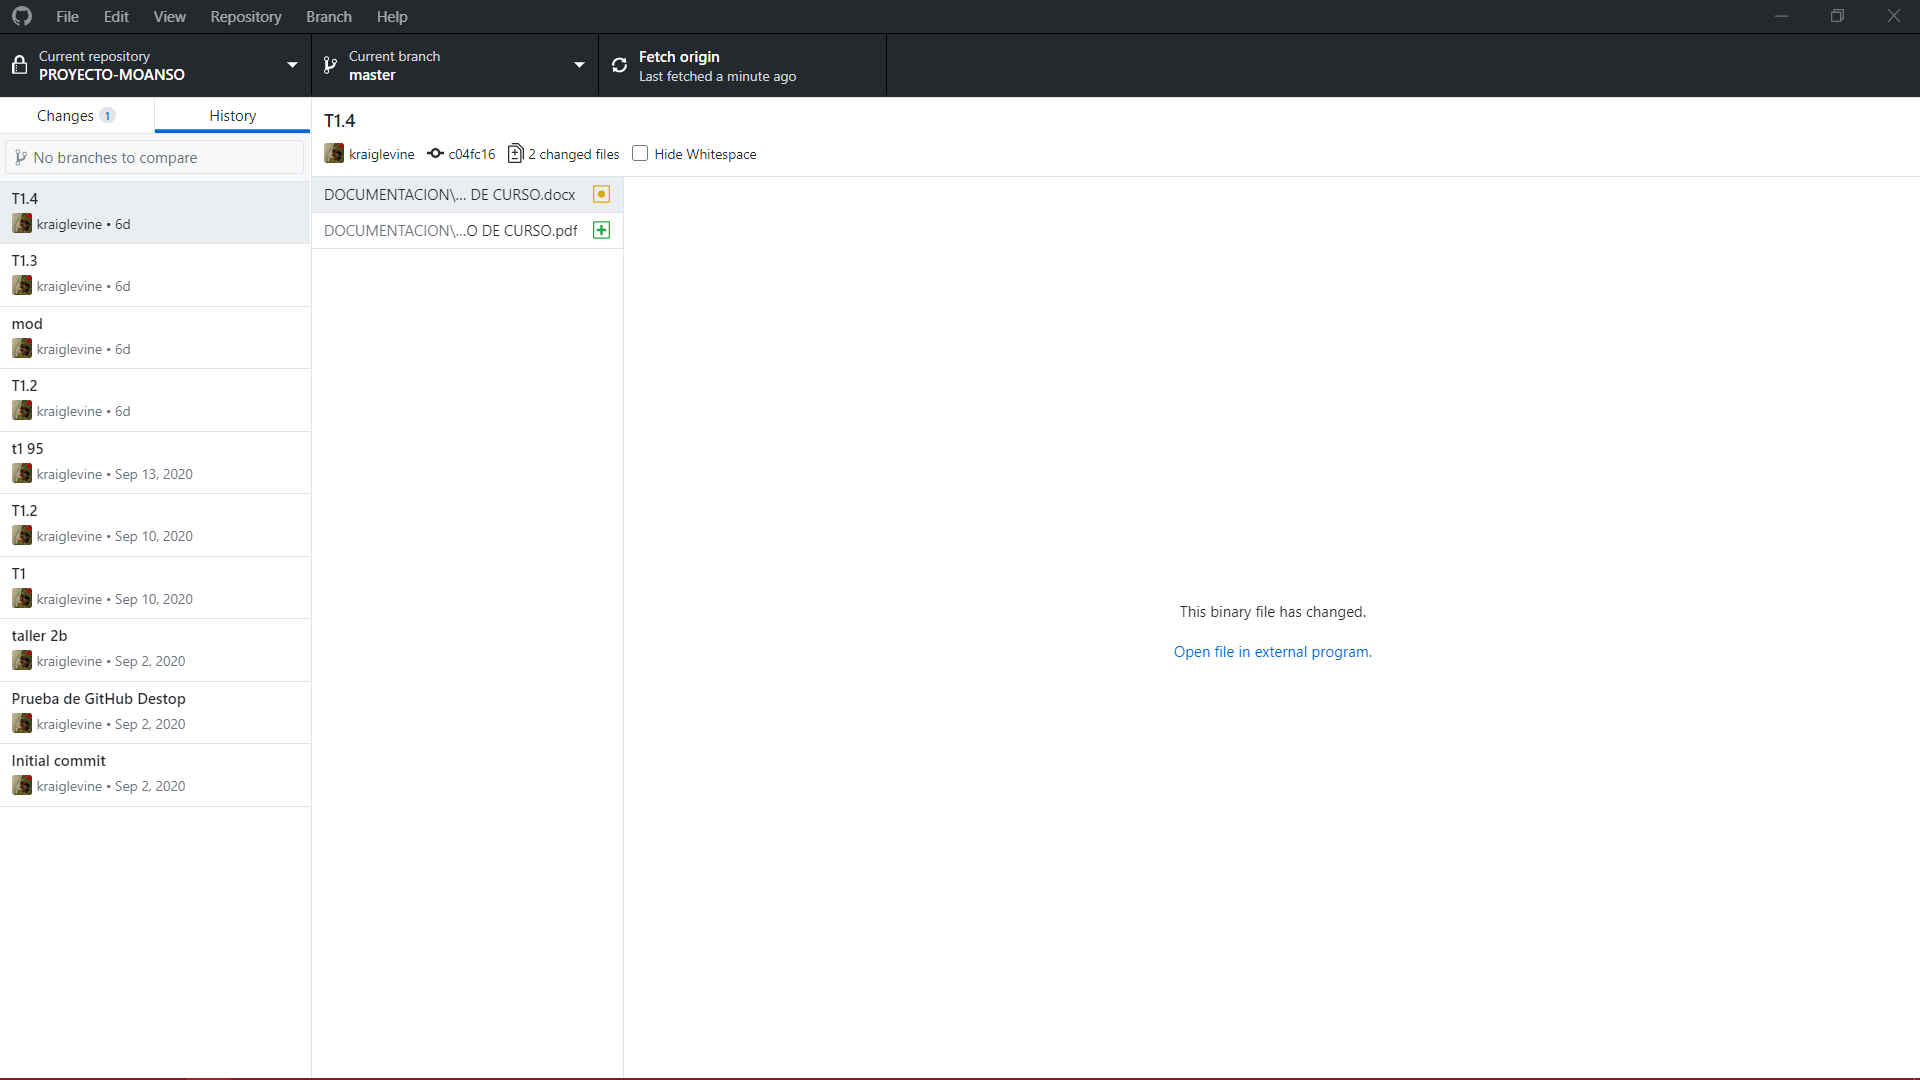 File Edit View Repository Branch Help
Current repository
PROYECTO-MOANSO
Current branch
master
Fetch origin
Last fetched a minute ago
Changes 1
History
No branches to compare
T1.4
kraiglevine • 6d
T1.3
kraiglevine • 6d
mod
kraiglevine • 6d
T1.2
kraiglevine • 6d
t1 95
kraiglevine • Sep 13, 2020
T1.2
kraiglevine • Sep 10, 2020
T1
kraiglevine • Sep 10, 2020
taller 2b
kraiglevine • Sep 2, 2020
Prueba de GitHub Destop
kraiglevine • Sep 2, 2020
Initial commit
kraiglevine • Sep 2, 2020
T1.4
kraiglevine c04fc16 2 changed files Hide Whitespace
DOCUMENTACION\... DE CURSO.docx
DOCUMENTACION\...O DE CURSO.pdf
This binary file has changed.
Open file in external program.